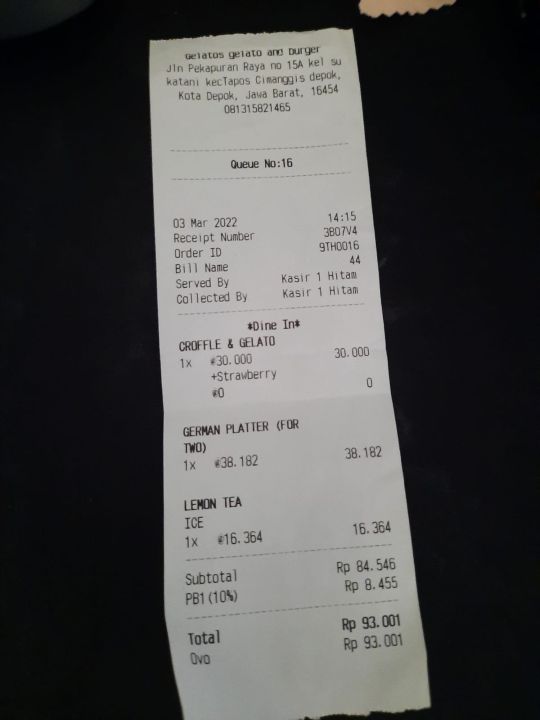 Gelatos gelato and burger
Jln Pekapuran Raya no 15A kel su
katani kecTapos Cimanggis depok,
Kota Depok, Jawa Barat, 16454
081315821465
Queue No:16
03 Mar 2022 14:15
Receipt Number 3B07V4
Order ID 9TH0016
Bill Name 44
Served By Kasir 1 Hitam
Collected By Kasir 1 Hitam
*Dine In*
CROFFLE & GELATO
1x #30.000 30.000
+Strawberry
#0 0
GERMAN PLATTER (FOR
TWO)
1x #38.182 38.182
LEMON TEA
ICE
1x #16.364 16.364
Subtotal Rp 84.546
PB1(10%) Rp 8.455
Total Rp 93.001
Ovo Rp 93.001